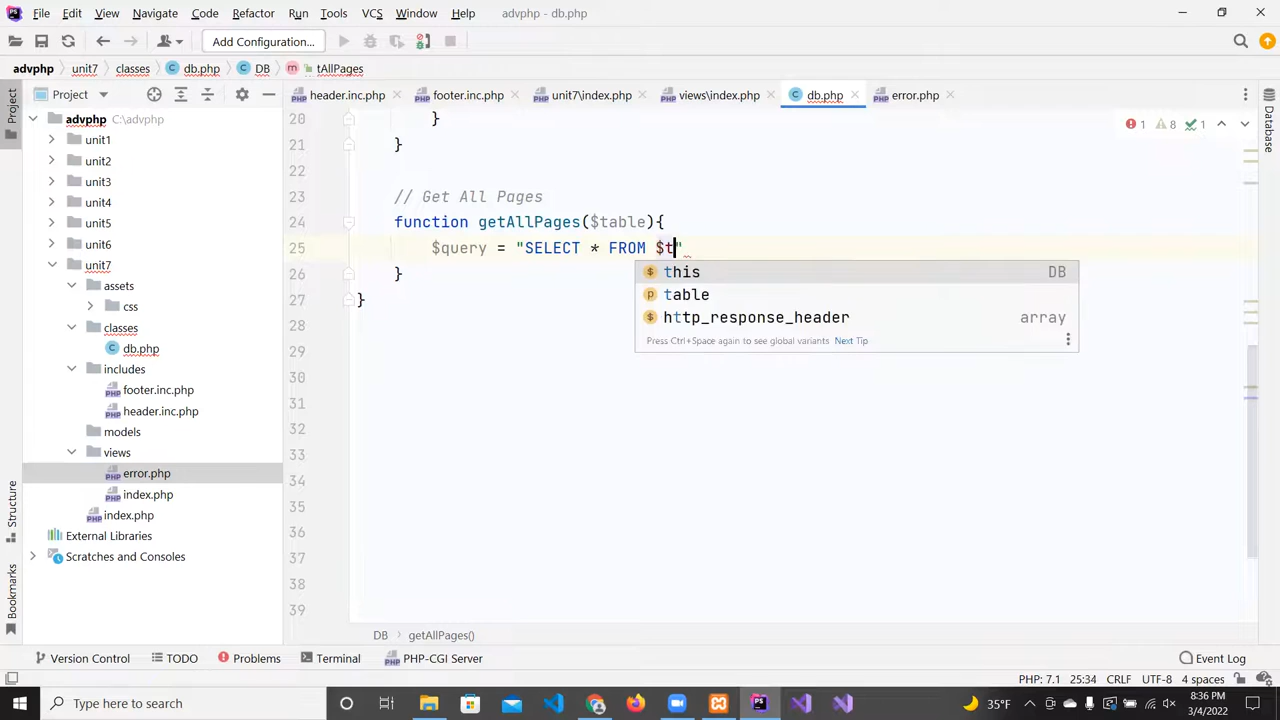 File Edit View Navigate Code Refactor Run Tools VCS Window Help advphp - db.php
Add Configuration...
advphp unit7 classes db.php DB tAllPages
Project header.inc.php footer.inc.php unit7\index.php views\index.php db.php error.php
Project
Database
advphp C:\advphp
unit1
unit2
unit3
unit4
unit5
unit6
unit7
assets
css
classes
db.php
includes
footer.inc.php
header.inc.php
models
views
error.php
index.php
index.php
External Libraries
Scratches and Consoles
Structure
Bookmarks
1 8 1
20 }
21 }
22
23 // Get All Pages
24 function getAllPages($table){
25 $query = "SELECT * FROM $t"
26 }
27 }
28
29
30
31
32
33
34
35
36
37
38
39
this DB
table
http_response_header array
Press Ctrl+Space again to see global variants Next Tip
DB getAllPages()
Version Control TODO Problems Terminal PHP-CGI Server Event Log
PHP: 7.1 25:34 CRLF UTF-8 4 spaces
Type here to search
35°F
8:36 PM
3/4/2022